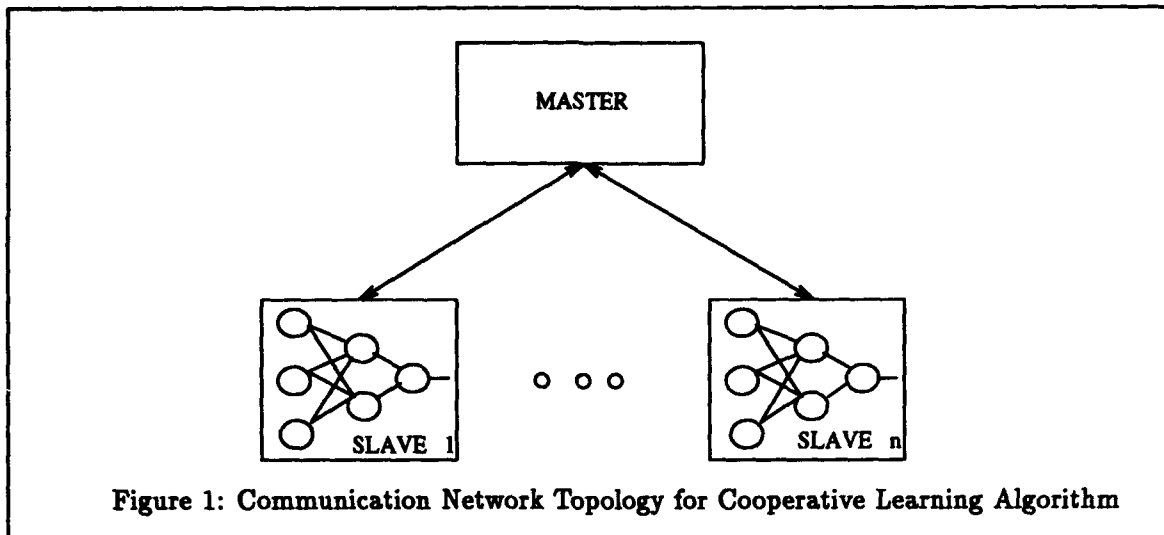 MASTER
SLAVE 1
SLAVE n
Figure 1: Communication Network Topology for Cooperative Learning Algorithm